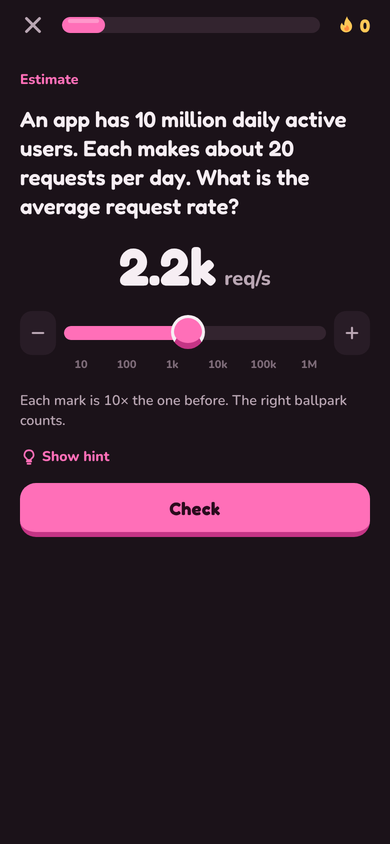 0
Estimate
An app has 10 million daily active
users. Each makes about 20
requests per day. What is the
average request rate?
2.2k req/s
10 100 1k 10k 100k 1M
Each mark is 10× the one before. The right ballpark
counts.
Show hint
Check